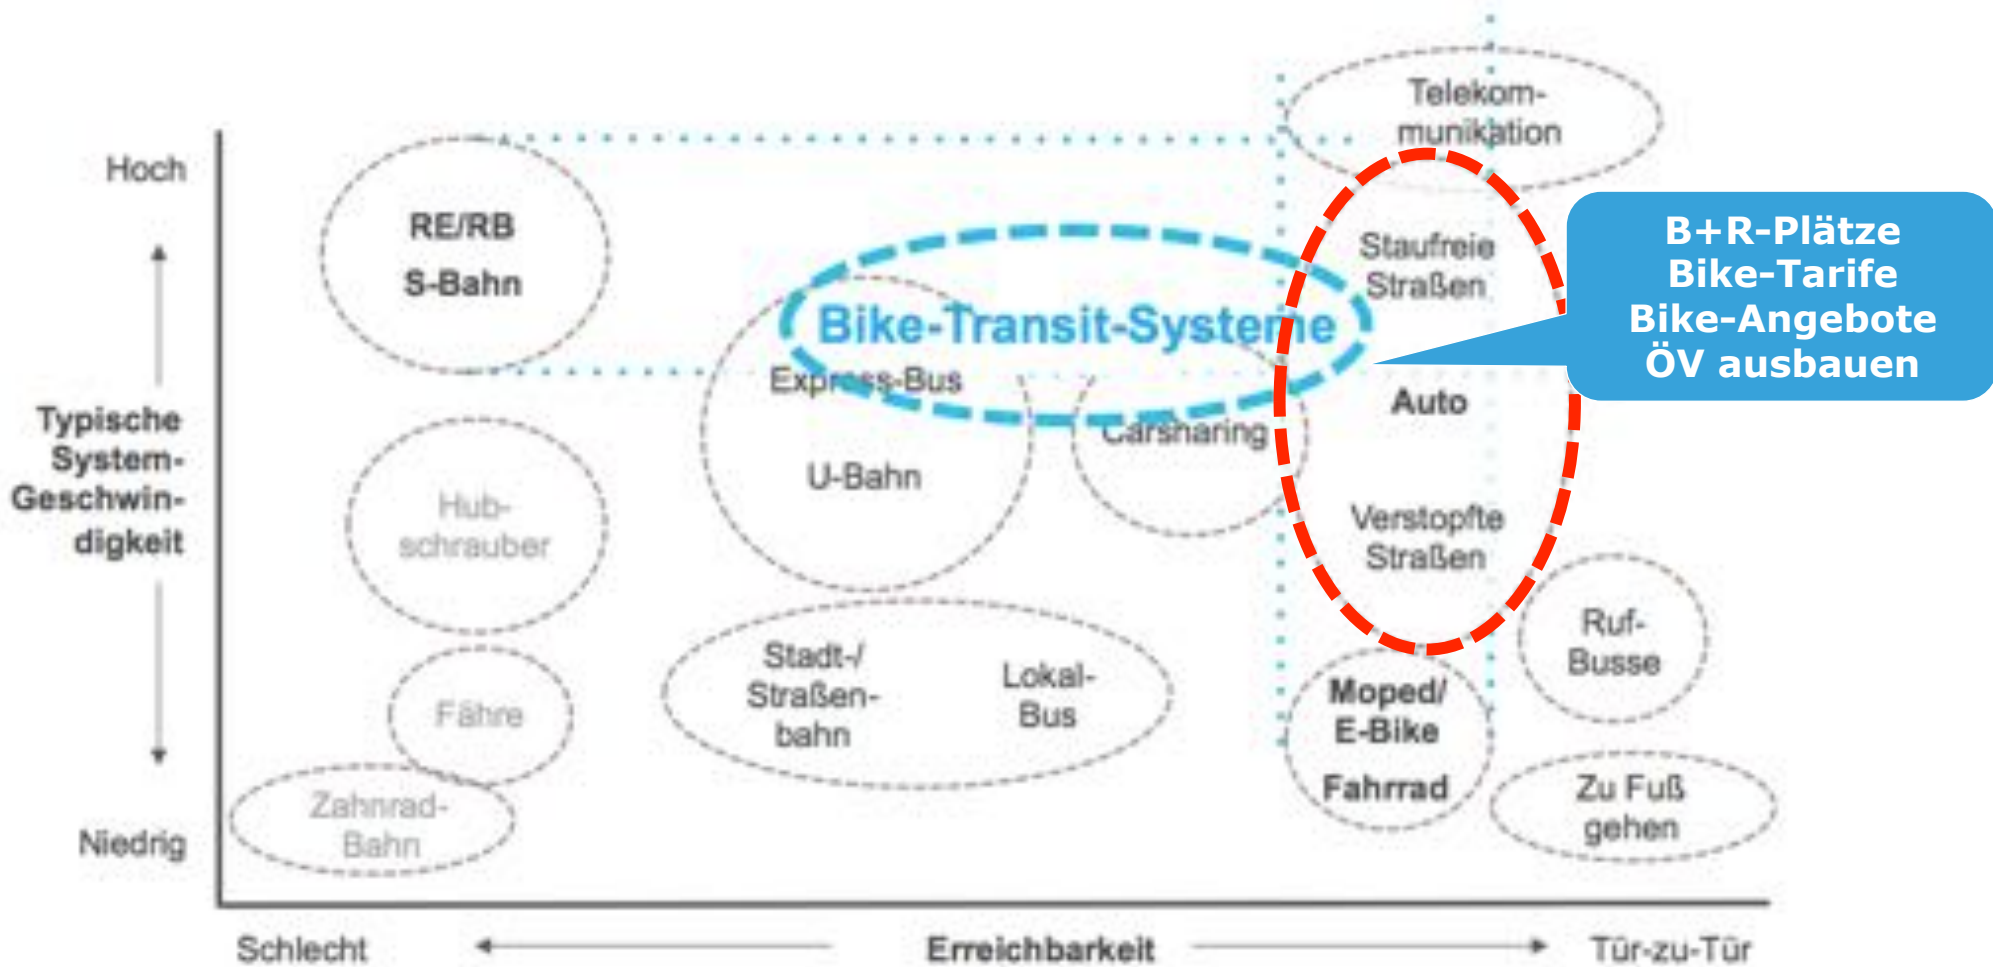 Telekom-
munikation
Hoch
RE/RB
S-Bahn
Staufreie
Straßen
B+R-Plätze
Bike-Tarife
Bike-Angebote
ÖV ausbauen
Bike-Transit-Systeme
Express-Bus
U-Bahn
Carsharing
Auto
Typische
System-
Geschwin-
digkeit
Hub-
schrauber
Verstopfte
Straßen
Ruf-
Busse
Stadt-/
Straßen-
bahn
Lokal-
Bus
Moped/
E-Bike
Fahrrad
Fähre
Zahnrad-
Bahn
Zu Fuß
gehen
Niedrig
Schlecht
Erreichbarkeit
Tür-zu-Tür